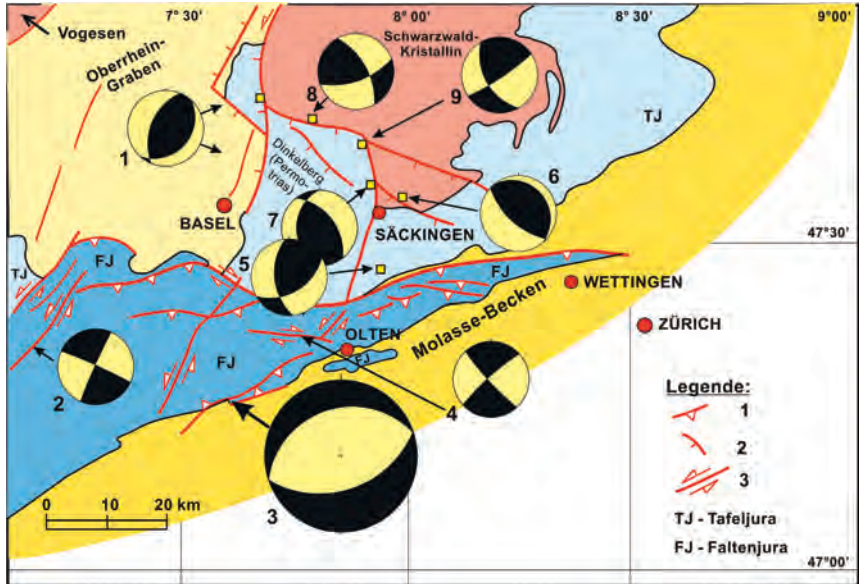 7° 30'
8° 00'
8° 30'
9° 00'
Vogesen
Oberrhein-
Graben
Schwarzwald-
Kristallin
8
9
TJ
1
Dinkelberg
(Permo-
trias)
6
BASEL
7
SÄCKINGEN
47°30'
5
TJ
FJ
FJ
WETTINGEN
Molasse-Becken
ZÜRICH
OLTEN
FJ
FJ
FJ
2
4
3
Legende:
1
2
3
TJ - Tafeljura
FJ - Faltenjura
0 10 20 km
47°00'